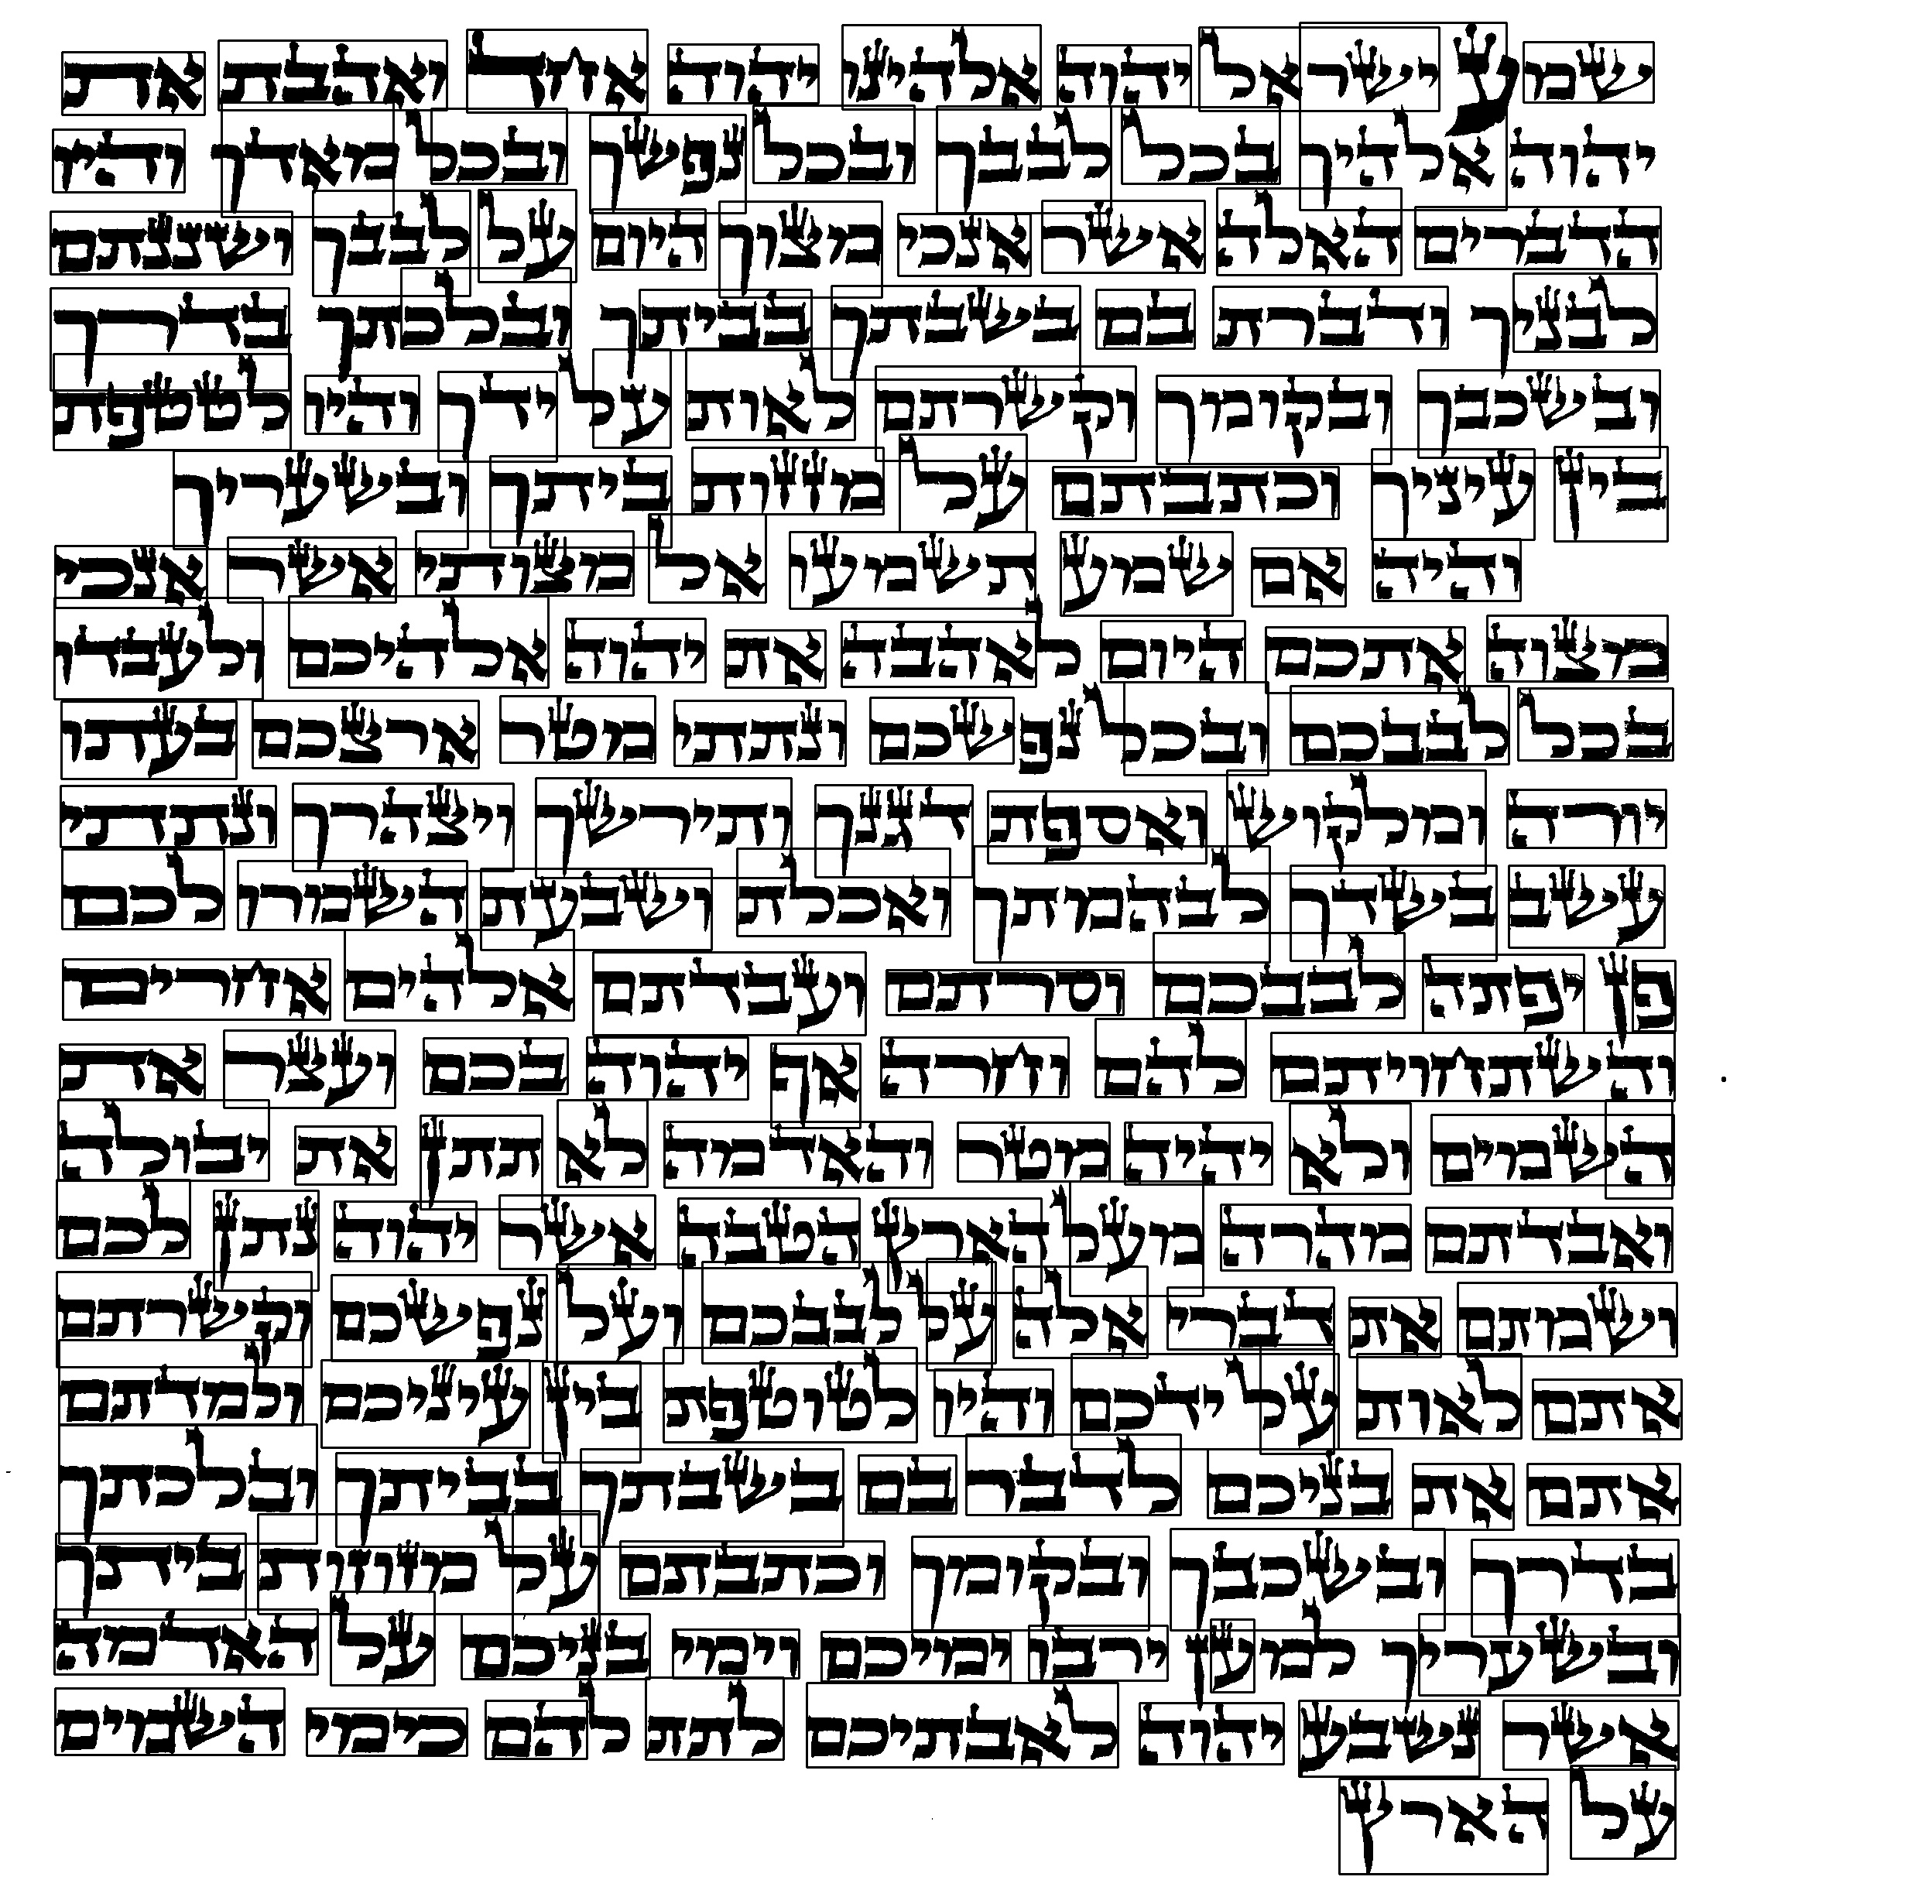 שמע ישראל יהוה אלהינו יהוה אחד ואהבת את
יהוה אלהיך בכל לבבך ובכל נפשך ובכל מאדך והיו
הדברים האלה אשר אנכי מצוך היום על לבבך ושננתם
לבניך ודברת בם בשבתך בביתך ובלכתך בדרך
ובשכבך ובקומך וקשרתם לאות על ידך והיו לטטפת
בין עיניך וכתבתם על מזזות ביתך ובשעריך
והיה אם שמע תשמעו אל מצותי אשר אנכי
מצוה אתכם היום לאהבה את יהוה אלהיכם ולעבדו
בכל לבבכם ובכל נפשכם ונתתי מטר ארצכם בעתו
יורה ומלקוש ואספת דגנך ותירשך ויצהרך ונתתי
עשב בשדך לבהמתך ואכלת ושבעת השמרו לכם
פן יפתה לבבכם וסרתם ועבדתם אלהים אחרים
והשתחויתם להם וחרה אף יהוה בכם ועצר את
השמים ולא יהיה מטר והאדמה לא תתן את יבולה
ואבדתם מהרה מעל הארץ הטבה אשר יהוה נתן לכם
ושמתם את דברי אלה על לבבכם ועל נפשכם וקשרתם
אתם לאות על ידכם והיו לטוטפת בין עיניכם ולמדתם
אתם את בניכם לדבר בם בשבתך בביתך ובלכתך
בדרך ובשכבך ובקומך וכתבתם על מזוזות ביתך
ובשעריך למען ירבו ימיכם וימי בניכם על האדמה
אשר נשבע יהוה לאבתיכם לתת להם כימי השמים
על הארץ